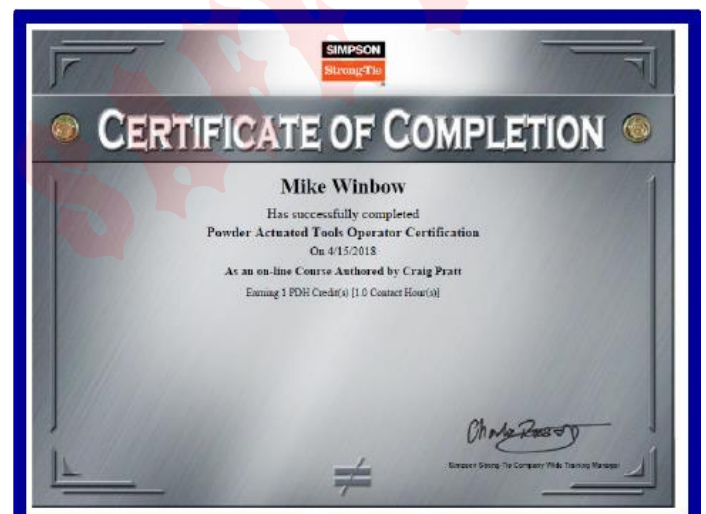 SIMPSON
Strong-Tie
CERTIFICATE OF COMPLETION
Mike Winbow
Has successfully completed
Powder Actuated Tools Operator Certification
On 4/15/2018
As an on-line Course Authored by Craig Pratt
Earning 1 PDH Credit(s) [1.0 Contact Hour(s)]
Simpson Strong-Tie Company Wide Training Manager